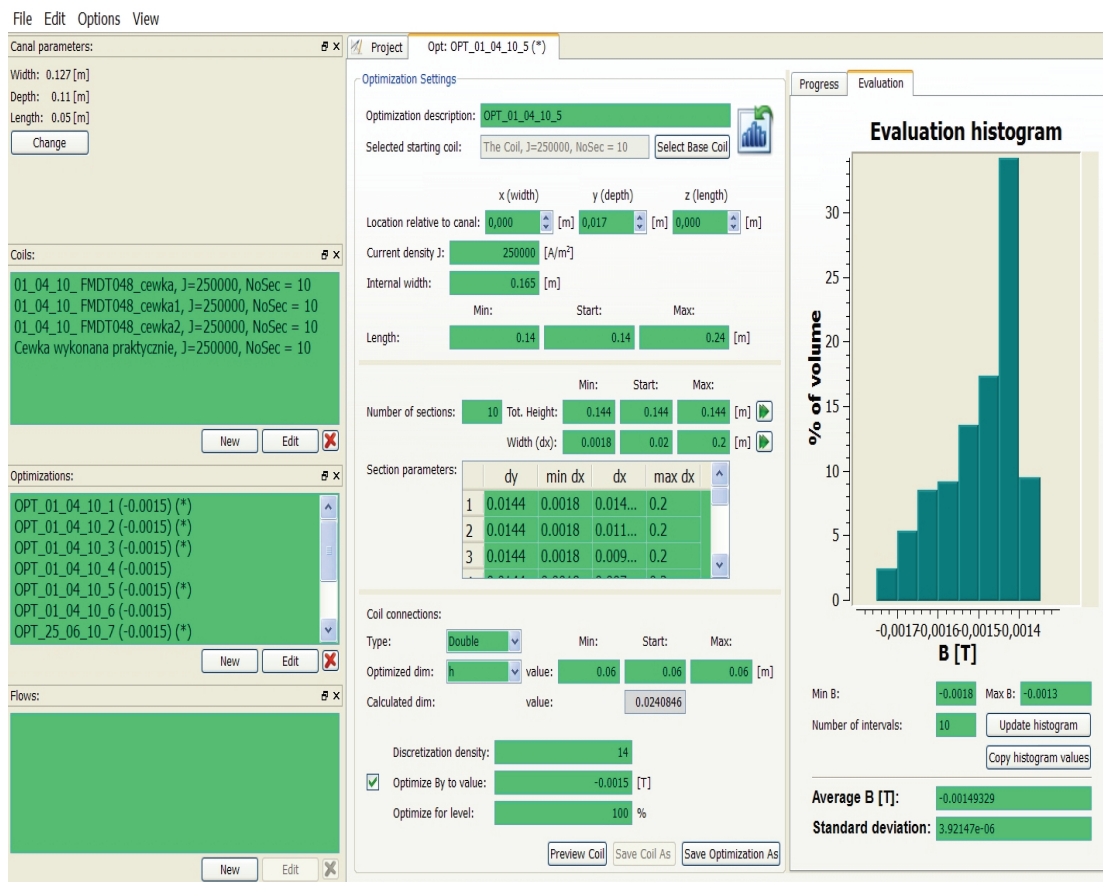 File Edit Options View
Canal parameters:
Width: 0.127 [m]
Depth: 0.11 [m]
Length: 0.05 [m]
Change
Coils:
01_04_10_ FMDT048_cewka, J=250000, NoSec = 10
01_04_10_ FMDT048_cewka1, J=250000, NoSec = 10
01_04_10_ FMDT048_cewka2, J=250000, NoSec = 10
Cewka wykonana praktycznie, J=250000, NoSec = 10
New Edit
Optimizations:
OPT_01_04_10_1 (-0.0015) (*)
OPT_01_04_10_2 (-0.0015) (*)
OPT_01_04_10_3 (-0.0015) (*)
OPT_01_04_10_4 (-0.0015)
OPT_01_04_10_5 (-0.0015) (*)
OPT_01_04_10_6 (-0.0015)
OPT_25_06_10_7 (-0.0015) (*)
New Edit
Flows:
New Edit
Project Opt: OPT_01_04_10_5 (*)
Optimization Settings
Optimization description: OPT_01_04_10_5
Selected starting coil: The Coil, J=250000, NoSec = 10 Select Base Coil
x (width) y (depth) z (length)
Location relative to canal: 0,000 [m] 0,017 [m] 0,000 [m]
Current density J: 250000 [A/m²]
Internal width: 0.165 [m]
Min: Start: Max:
Length: 0.14 0.14 0.24 [m]
Min: Start: Max:
Number of sections: 10 Tot. Height: 0.144 0.144 0.144 [m]
Width (dx): 0.0018 0.02 0.2 [m]
Section parameters:
dy min dx dx max dx
1 0.0144 0.0018 0.014... 0.2
2 0.0144 0.0018 0.011... 0.2
3 0.0144 0.0018 0.009... 0.2
Coil connections:
Type: Double Min: Start: Max:
Optimized dim: h value: 0.06 0.06 0.06 [m]
Calculated dim: value: 0.0240846
Discretization density: 14
Optimize By to value: -0.0015 [T]
Optimize for level: 100 %
Preview Coil Save Coil As Save Optimization As
Progress Evaluation
Evaluation histogram
% of volume
30
25
20
15
10
5
0
-0,0017 -0,0016 -0,0015 -0,0014
B [T]
Min B: -0.0018 Max B: -0.0013
Number of intervals: 10 Update histogram
Copy histogram values
Average B [T]: -0.00149329
Standard deviation: 3.92147e-06